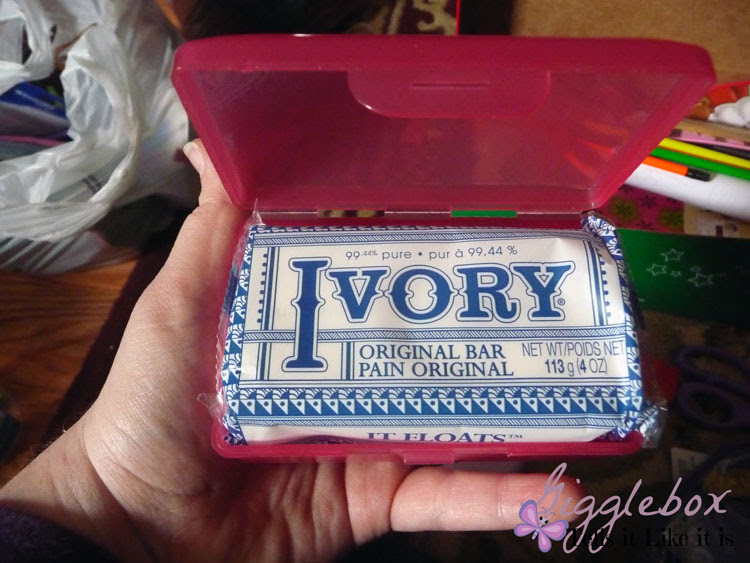 99.44% pure • pur à 99,44 %
IVORY®
ORIGINAL BAR
PAIN ORIGINAL
NET WT/POIDS NET
113 g (4 OZ)
IT FLOATS™
Gigglebox
Tells it Like it is